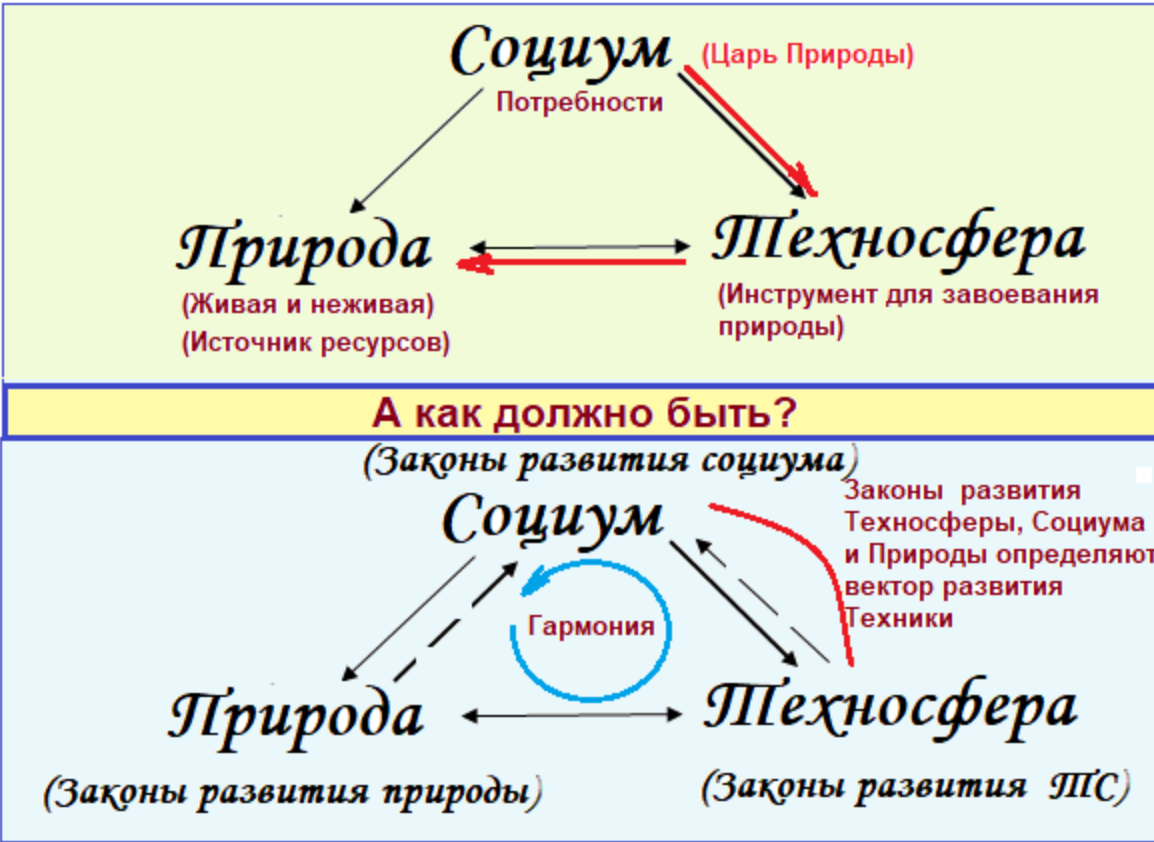 Социум (Царь Природы)
Потребности
Природа
Техносфера
(Живая и неживая)
(Источник ресурсов)
(Инструмент для завоевания
природы)
А как должно быть?
(Законы развития социума)
Социум
Законы развития
Техносферы, Социума
и Природы определяют
вектор развития
Техники
Гармония
Природа
Техносфера
(Законы развития природы)
(Законы развития ТС)